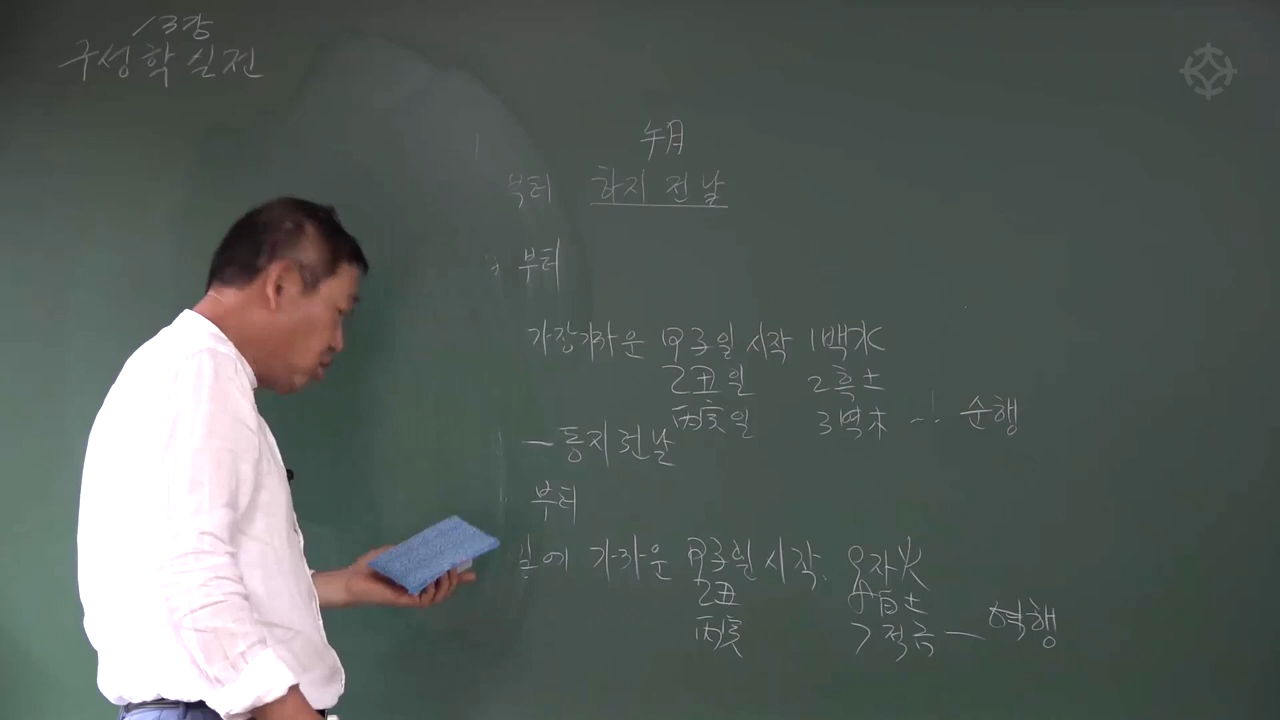 13강
구성학 실전
午月
부터 하지 전날
부터
가장가까운 甲子일 시작 1백水
乙丑일 2흑土
丙寅일 3벽木 ... 순행
- 동지전날
부터
에 가까운 甲子일 시작 9자火
乙丑 8백土
丙寅 7적금 — 역행